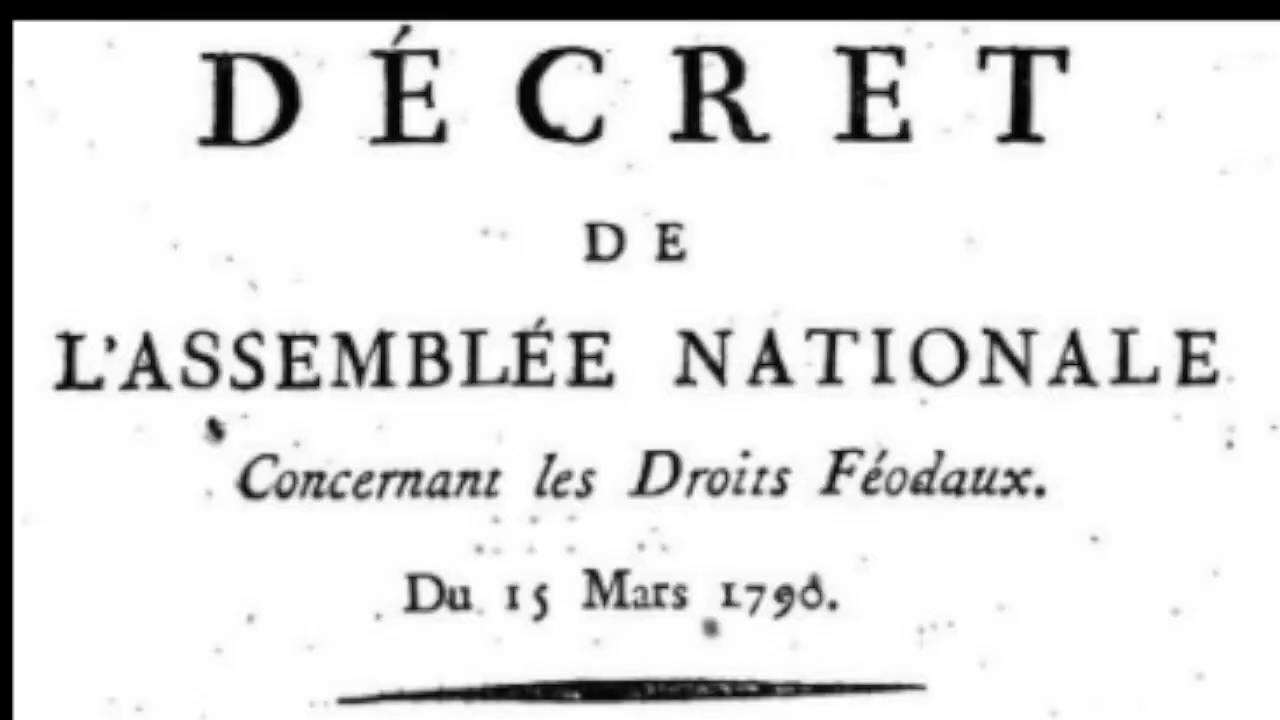 DÉCRET
DE
L'ASSEMBLÉE NATIONALE
Concernant les Droits Féodaux.
Du 15 Mars 1790.